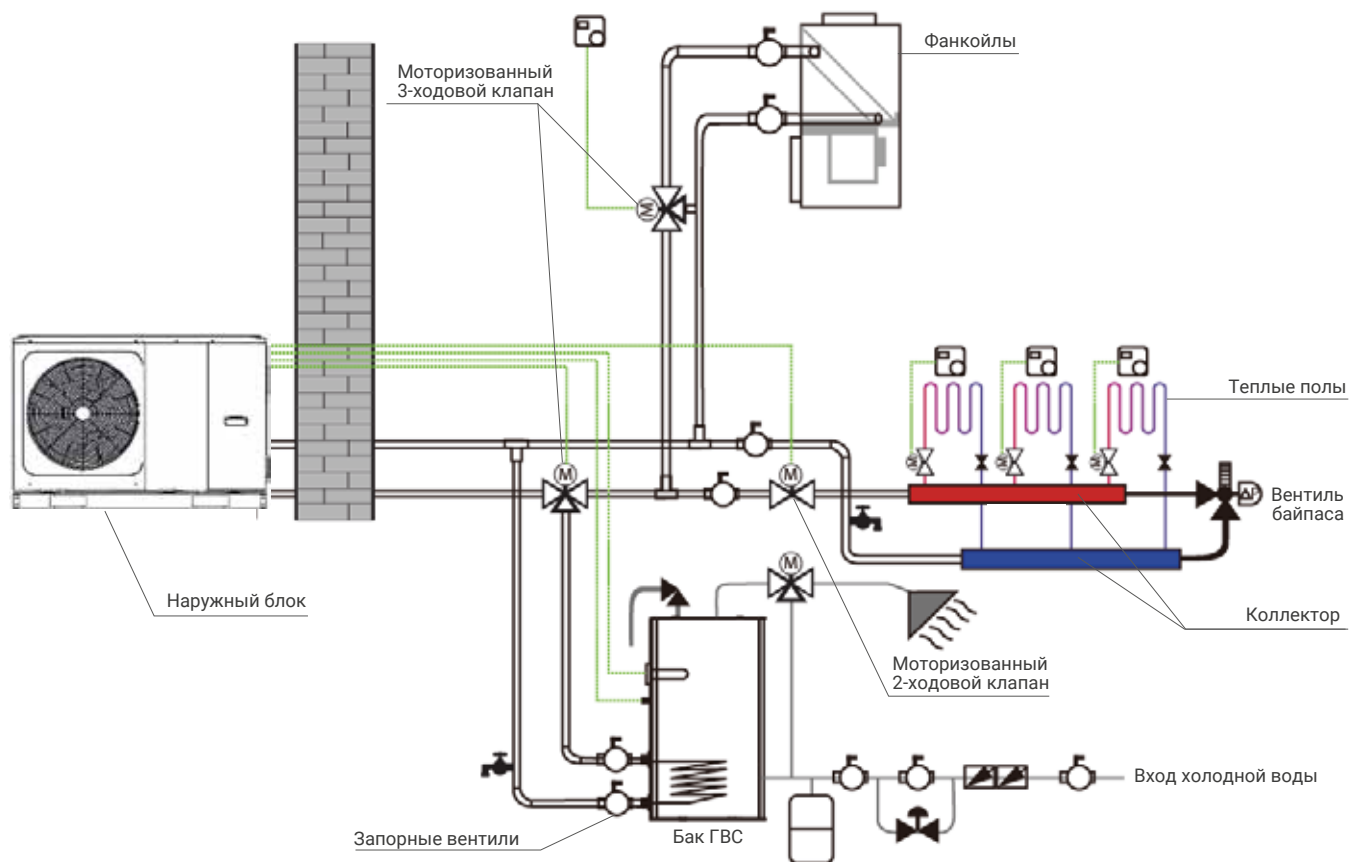 Фанкойлы
Моторизованный
3-ходовой клапан
M
Теплые полы
M
M
M
M
M
ΔP
Вентиль
байпаса
M
Наружный блок
Коллектор
Моторизованный
2-ходовой клапан
Вход холодной воды
Запорные вентили
Бак ГВС